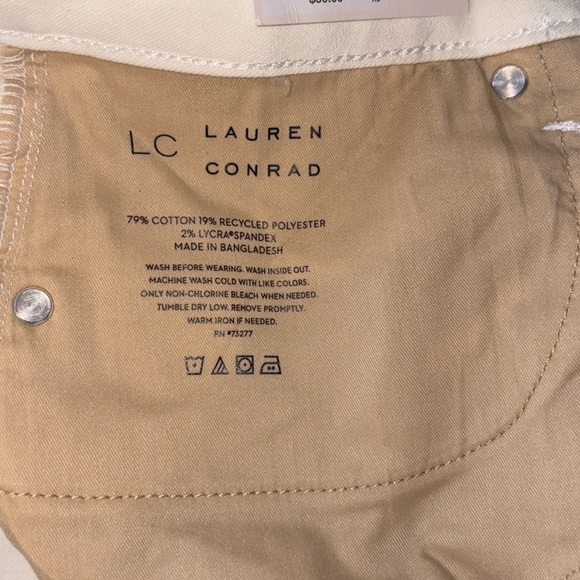 LC LAUREN
CONRAD
79% COTTON 19% RECYCLED POLYESTER
2% LYCRA®SPANDEX
MADE IN BANGLADESH
WASH BEFORE WEARING. WASH INSIDE OUT.
MACHINE WASH COLD WITH LIKE COLORS.
ONLY NON-CHLORINE BLEACH WHEN NEEDED.
TUMBLE DRY LOW. REMOVE PROMPTLY.
WARM IRON IF NEEDED.
RN #73277